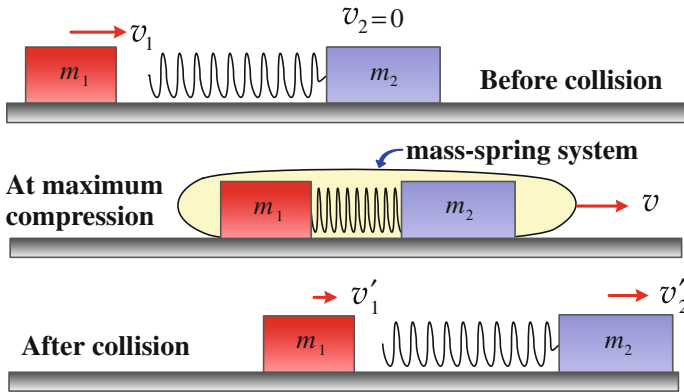 v₁ v₂=0
m₁ m₂ Before collision
mass-spring system
At maximum compression
m₁ m₂ v
v′₁ v′₂
After collision m₁ m₂